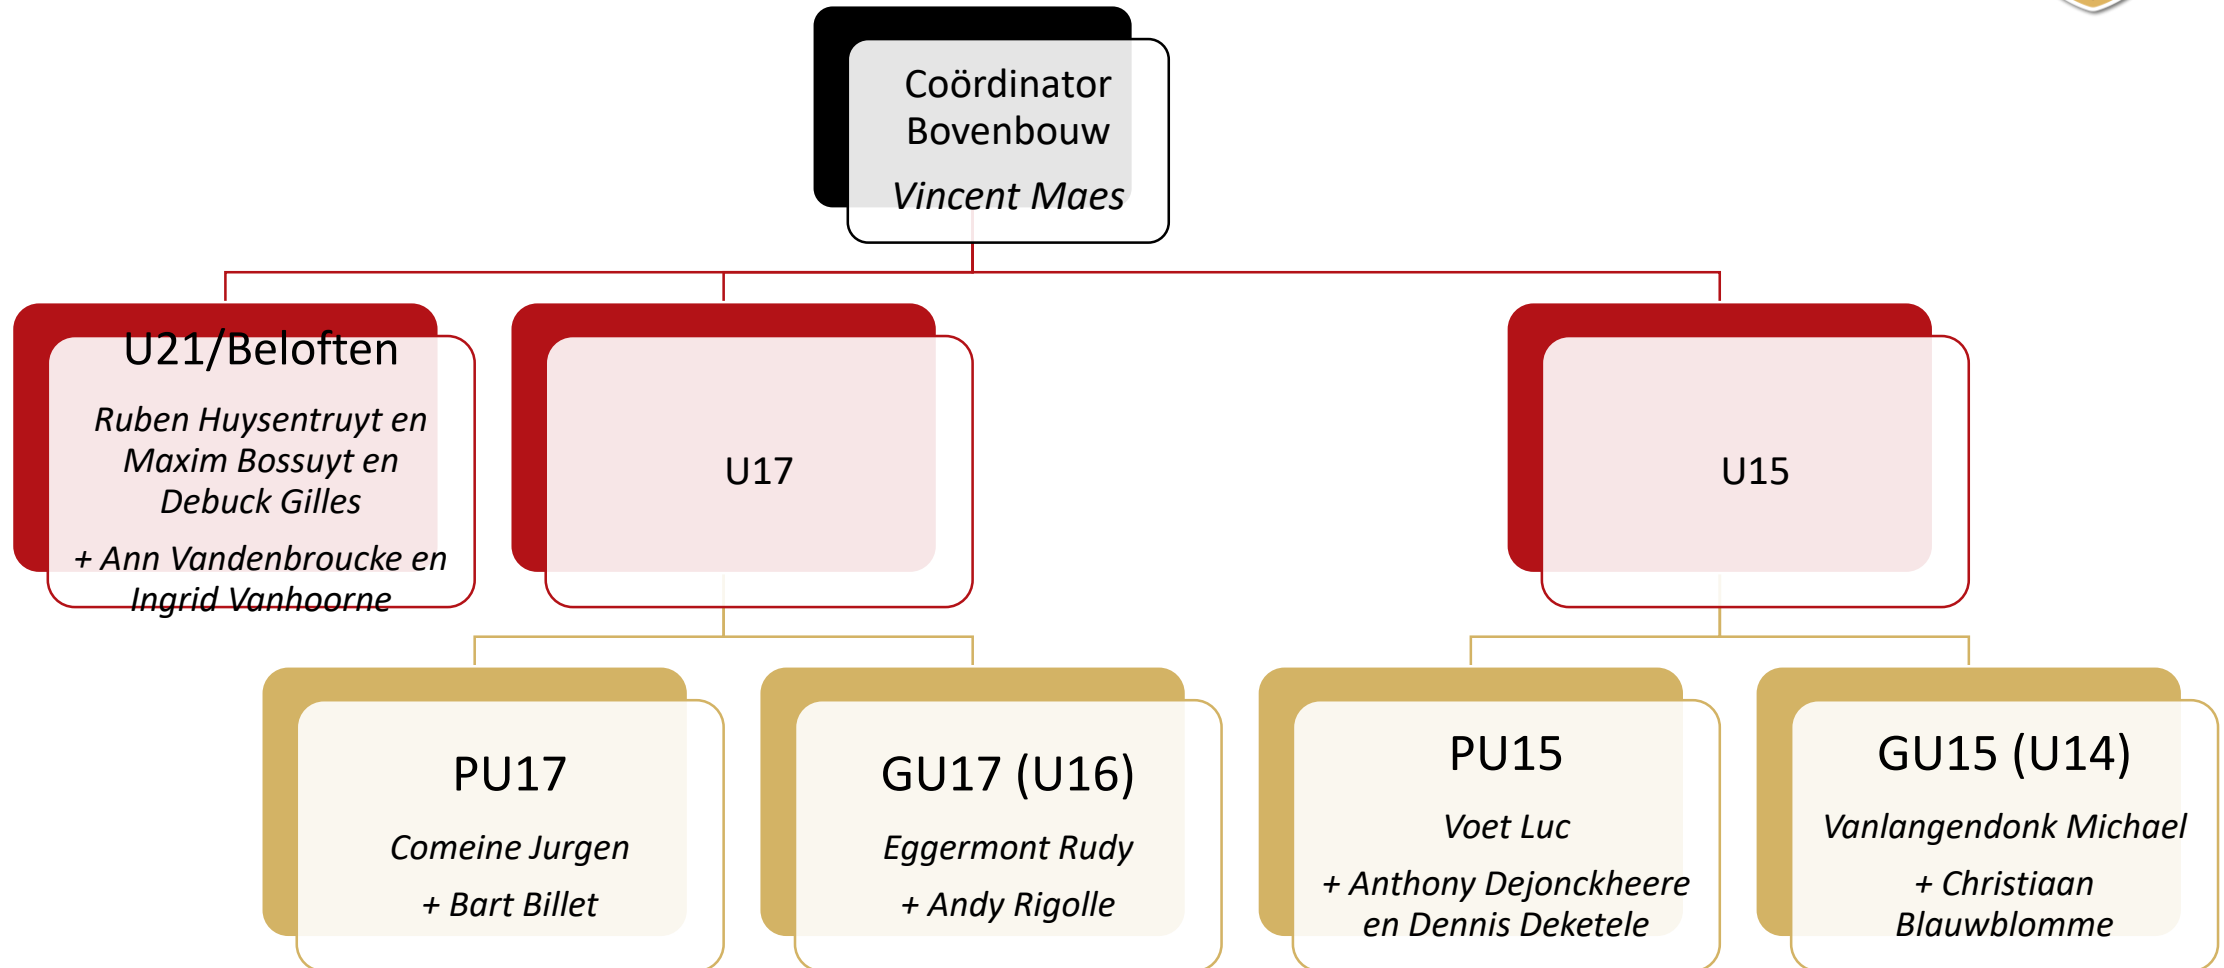 Coördinator
Bovenbouw
Vincent Maes
U21/Beloften
Ruben Huysentruyt en
Maxim Bossuyt en
Debuck Gilles
+ Ann Vandenbroucke en
Ingrid Vanhoorne
U17
U15
PU17
Comeine Jurgen
+ Bart Billet
GU17 (U16)
Eggermont Rudy
+ Andy Rigolle
PU15
Voet Luc
+ Anthony Dejonckheere
en Dennis Deketele
GU15 (U14)
Vanlangendonk Michael
+ Christiaan
Blauwblomme